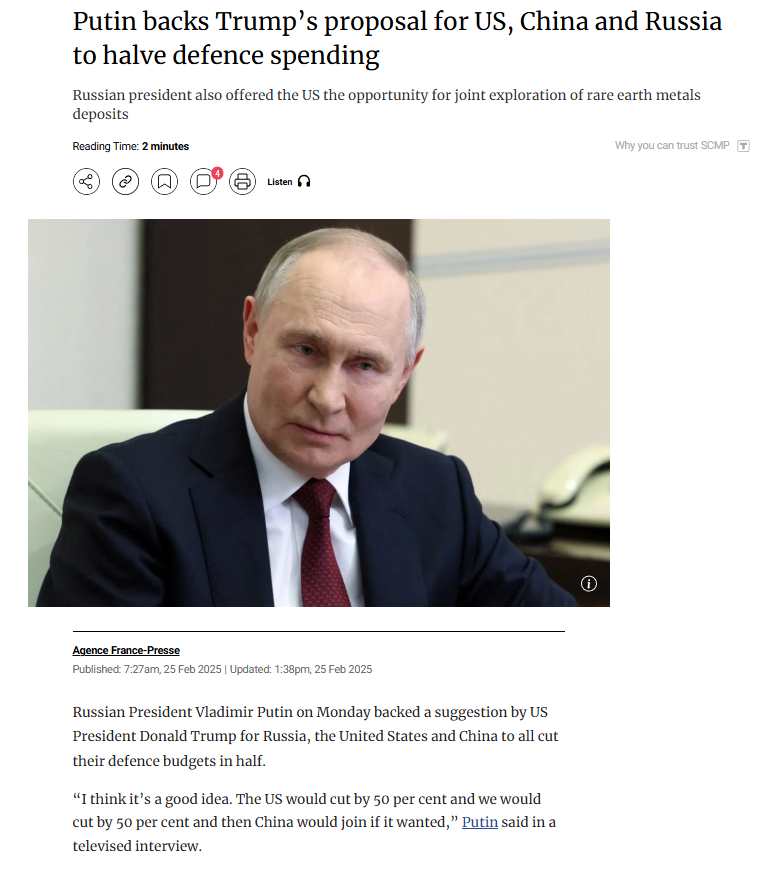 Putin backs Trump’s proposal for US, China and Russia
to halve defence spending
Russian president also offered the US the opportunity for joint exploration of rare earth metals
deposits
Reading Time: 2 minutes
Why you can trust SCMP
4
Listen
Agence France-Presse
Published: 7:27am, 25 Feb 2025 | Updated: 1:38pm, 25 Feb 2025
Russian President Vladimir Putin on Monday backed a suggestion by US
President Donald Trump for Russia, the United States and China to all cut
their defence budgets in half.
“I think it’s a good idea. The US would cut by 50 per cent and we would
cut by 50 per cent and then China would join if it wanted,” Putin said in a
televised interview.